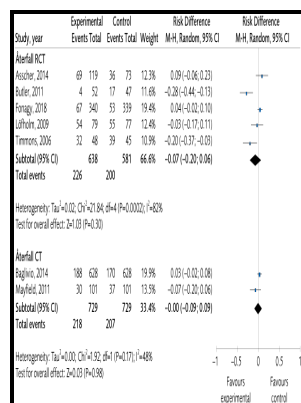 Experimental Control Risk Difference Risk Difference
Study, year Events Total Events Total Weight M-H, Random, 95% CI M-H, Random, 95% CI
Återfall RCT
Asscher, 2014 69 119 36 73 12.3% 0.09 (-0.06; 0.23)
Butler, 2011 4 52 17 47 12.2% -0.28 (-0.44; -0.13)
Fonagy, 2018 67 340 53 339 17.2% 0.04 (-0.02; 0.10)
Löfholm, 2009 54 79 55 77 12.6% -0.03 (-0.17; 0.11)
Timmons, 2006 32 48 39 45 11.2% -0.20 (-0.37; -0.03)
Subtotal (95% CI) 638 581 66.6% -0.07 (-0.20; 0.06)
Total events 226 200
Heterogeneity: Tau²=0.02; Chi²=21.84; df=4 (P=0.0002); I²=82%
Test for overall effect: Z=1.03 (P=0.30)
Återfall CT
Baglivio, 2014 188 628 170 628 19.9% 0.03 (-0.02; 0.08)
Mayfield, 2011 30 101 37 101 13.5% -0.07 (-0.20; 0.06)
Subtotal (95% CI) 729 729 33.4% -0.00 (-0.09; 0.09)
Total events 218 207
Heterogeneity: Tau²=0.00; Chi²=1.92; df=1 (P=0.17); I²=48%
Test for overall effect: Z=0.03 (P=0.98)
-1 -0.5 0 0.5 1
Favours Favours
experimental control